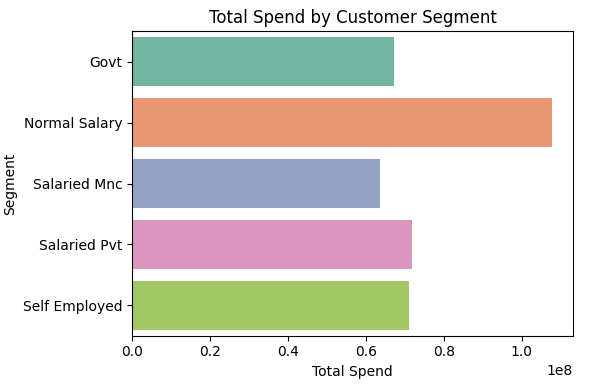 Total Spend by Customer Segment
Segment
Govt
Normal Salary
Salaried Mnc
Salaried Pvt
Self Employed
0.0 0.2 0.4 0.6 0.8 1.0
1e8
Total Spend